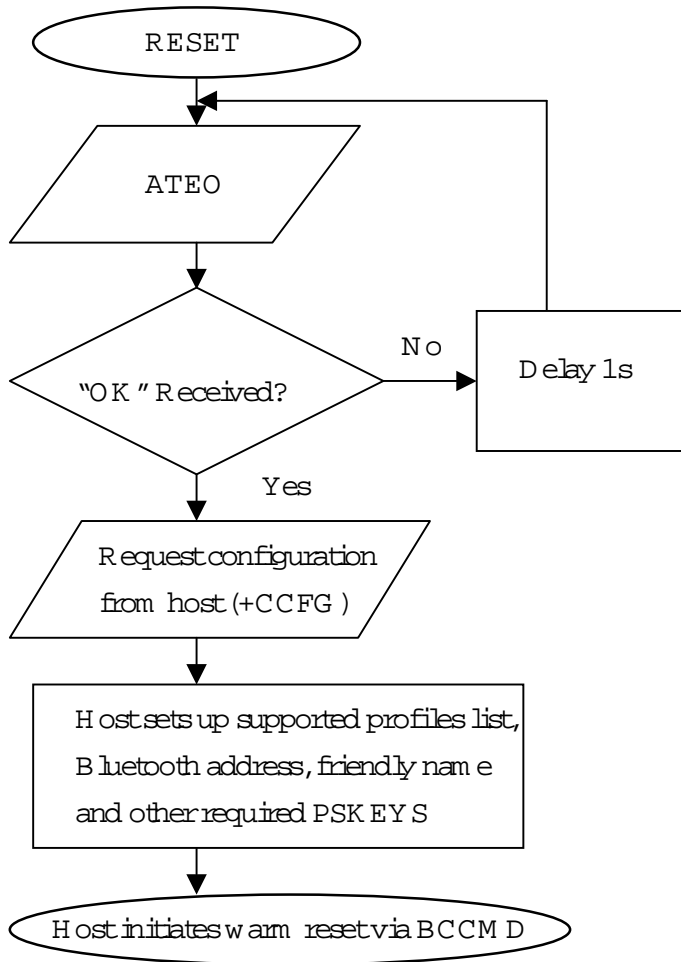 RESET
ATEO
"OK" Received?
No
Delay 1s
Yes
Request configuration
from host (+CCFG)
Host sets up supported profiles list,
Bluetooth address, friendly name
and other required PSKEYS
Host initiates warm reset via BCCMD